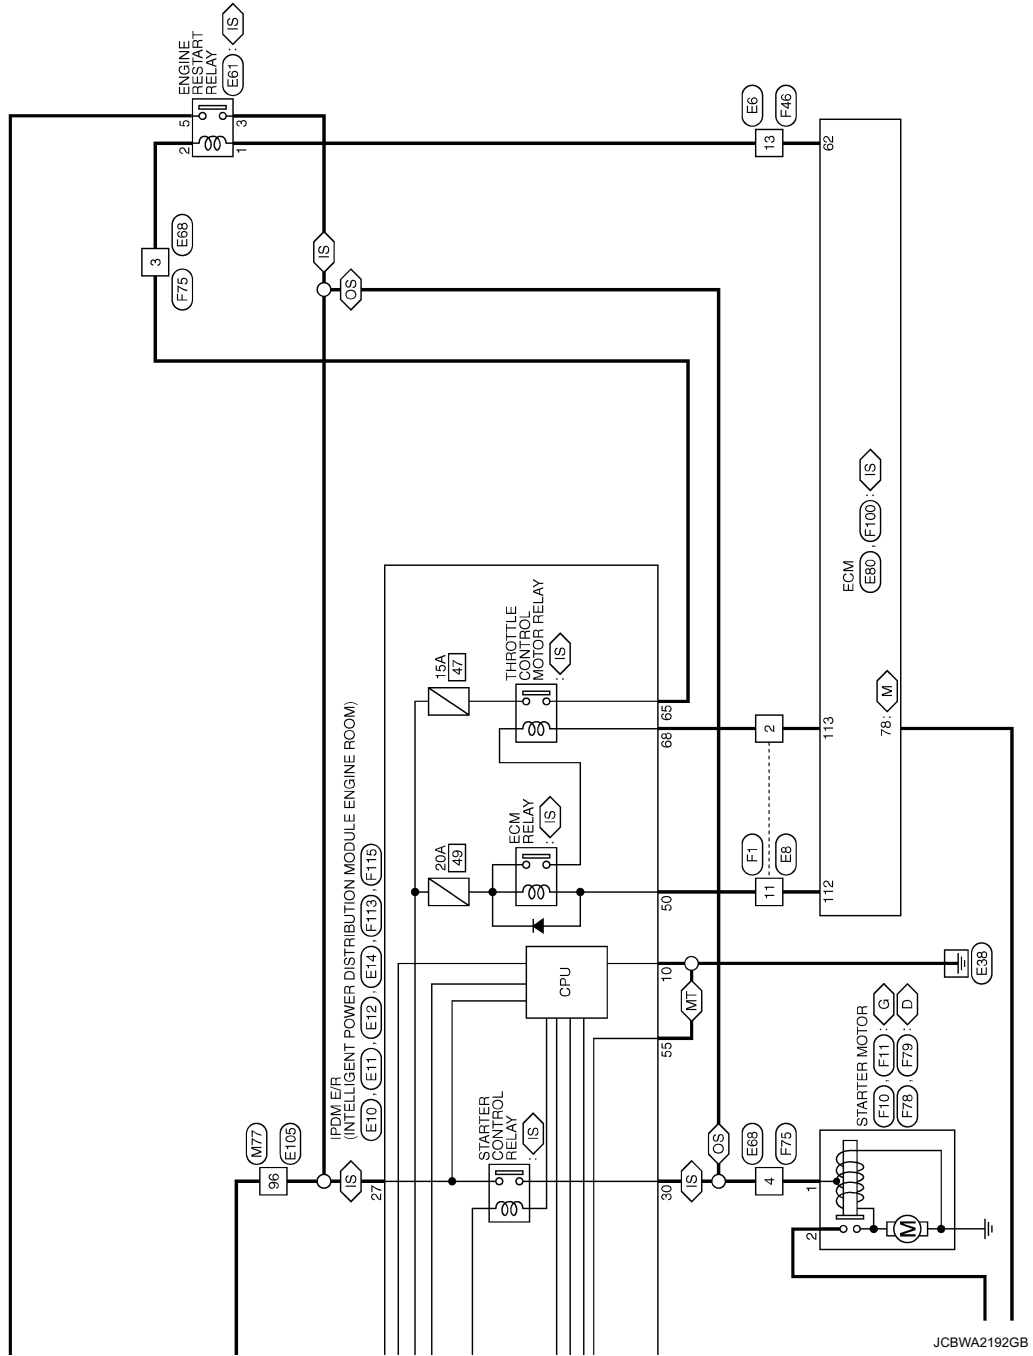 ENGINE
RESTART
RELAY
E61 : IS
5
3
2
1
E68
3
F75
IS
OS
E6
F46
13
62
ECM
E80 , F100 : IS
78: M
113
112
2
F1
E8
11
IPDM E/R
(INTELLIGENT POWER DISTRIBUTION MODULE ENGINE ROOM)
E10 , E11 , E12 , E14 , F113 , F115
15A
47
THROTTLE
CONTROL
MOTOR RELAY
: IS
65
68
20A
49
ECM
RELAY
: IS
50
CPU
10
MT
55
E38
STARTER
CONTROL
RELAY
: IS
M77
E105
96
IS
27
30
IS
OS
E68
F75
4
STARTER MOTOR
F10 , F11 : G
F78 , F79 : D
1
2
M
JCBWA2192GB